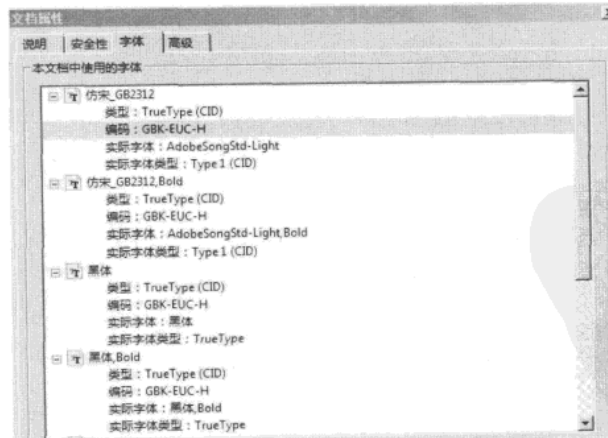 文档属性
说明 安全性 字体 高级
本文档中使用的字体
仿宋_GB2312
类型：TrueType (CID)
编码：GBK-EUC-H
实际字体：AdobeSongStd-Light
实际字体类型：Type 1 (CID)
仿宋_GB2312,Bold
类型：TrueType (CID)
编码：GBK-EUC-H
实际字体：AdobeSongStd-Light,Bold
实际字体类型：Type 1 (CID)
黑体
类型：TrueType (CID)
编码：GBK-EUC-H
实际字体：黑体
实际字体类型：TrueType
黑体,Bold
类型：TrueType (CID)
编码：GBK-EUC-H
实际字体：黑体,Bold
实际字体类型：TrueType